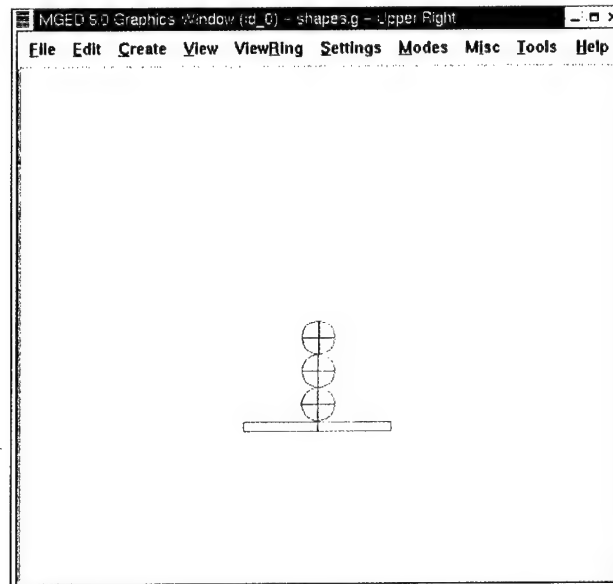 MGED 5.0 Graphics Window (id_0) – shapes.g – Upper Right
File Edit Create View ViewRing Settings Modes Misc Tools Help